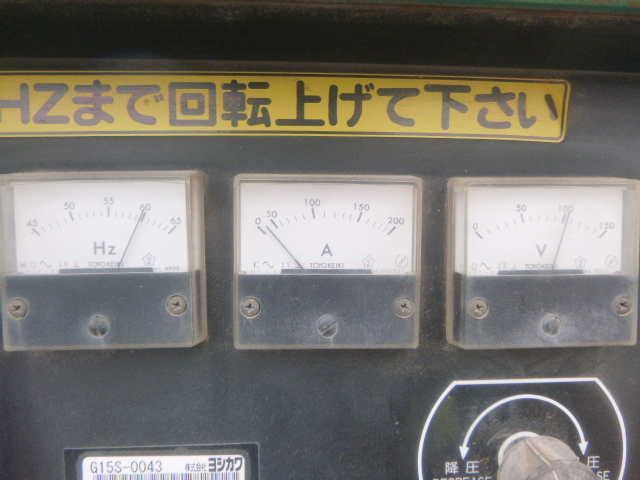 HZまで回転上げて下さい
45 50 55 60 65
Hz
TOYOKEIKI
0 50 100 150 200
A
TOYOKEIKI
0 50 100 150
V
TOYOKEIKI
G15S-0043 株式会社 ヨシカワ
降圧 圧